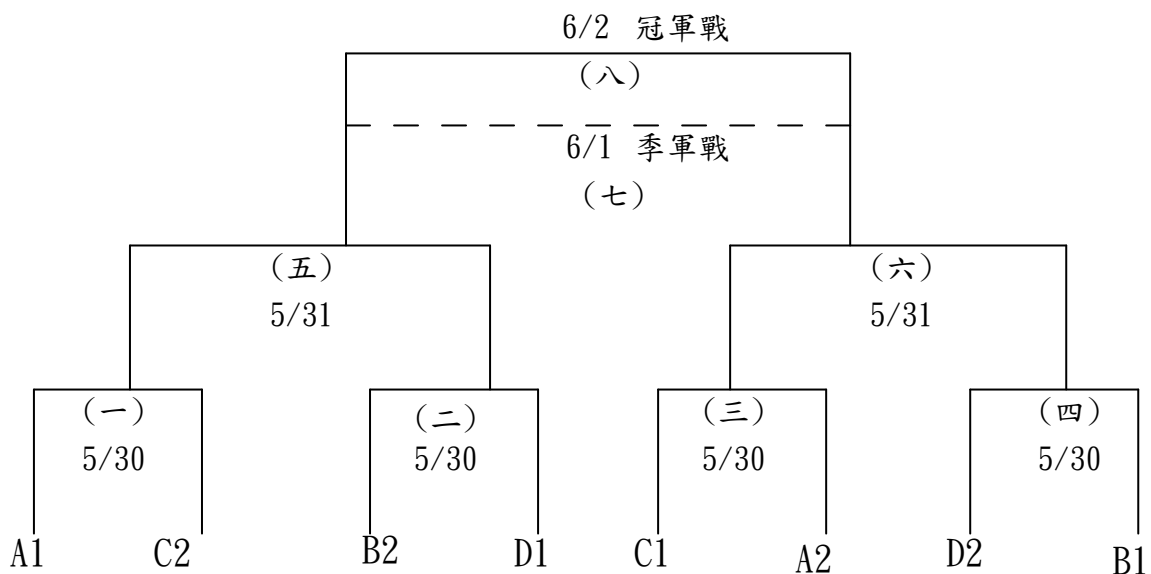 6/2 冠軍戰
（八）
6/1 季軍戰
（七）
（五）
5/31
（六）
5/31
（一）
5/30
（二）
5/30
（三）
5/30
（四）
5/30
A1 C2 B2 D1 C1 A2 D2 B1